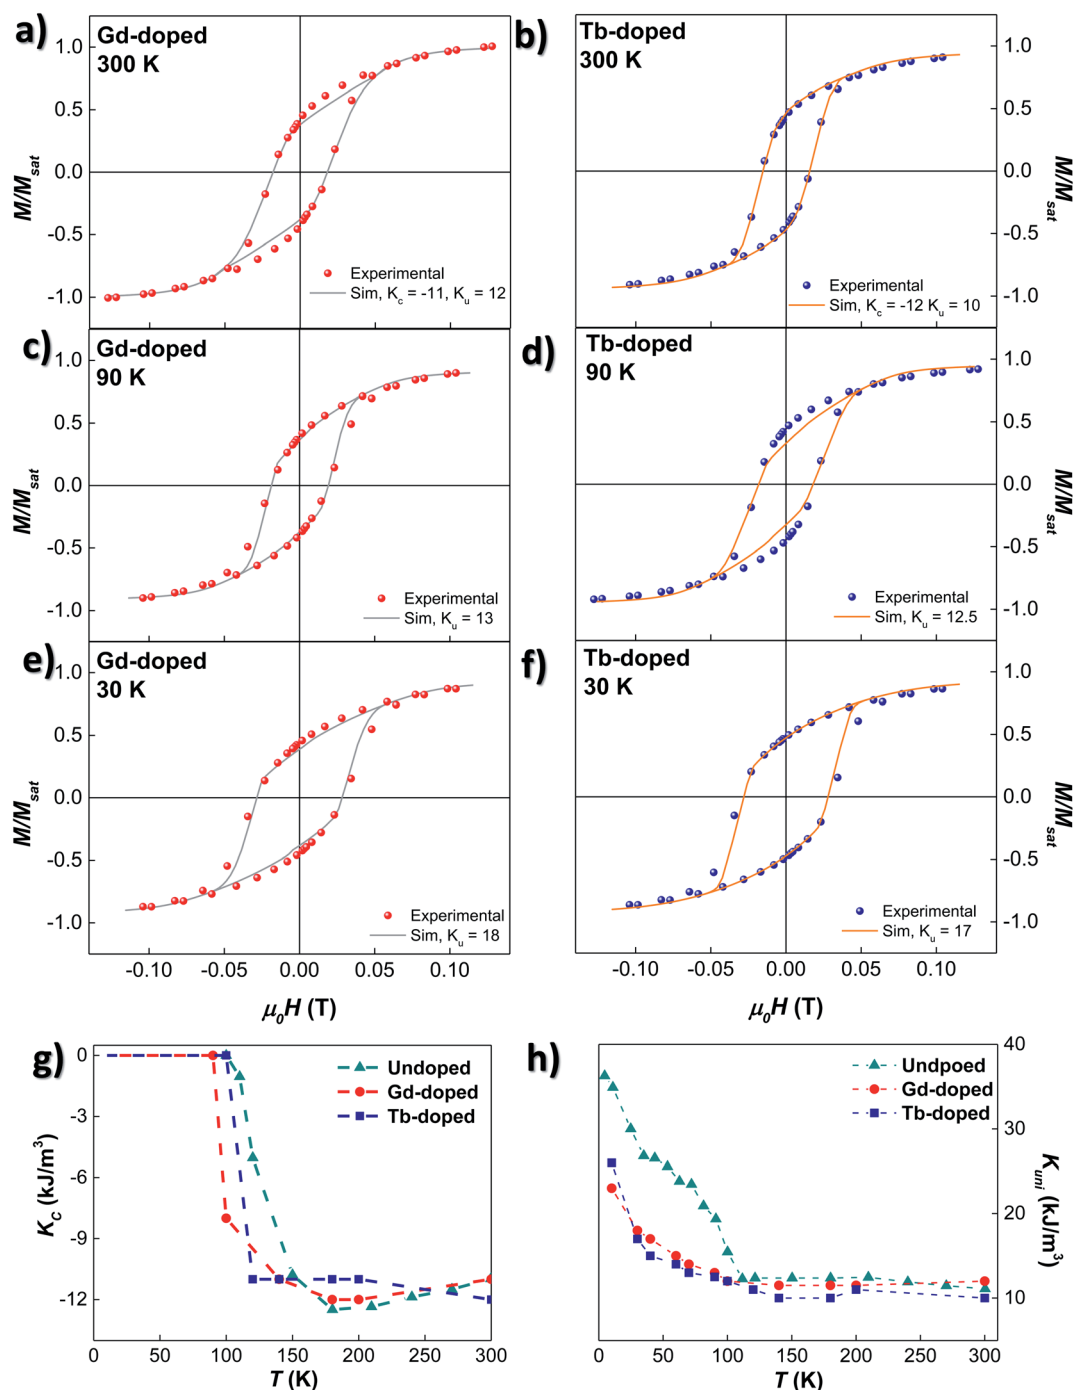 a)
Gd-doped
300 K
1.0
0.5
0.0
-0.5
-1.0
M/M_sat
Experimental
Sim, K_c = -11, K_u = 12
b)
Tb-doped
300 K
1.0
0.5
0.0
-0.5
-1.0
M/M_sat
Experimental
Sim, K_c = -12 K_u = 10
c)
Gd-doped
90 K
1.0
0.5
0.0
-0.5
-1.0
M/M_sat
Experimental
Sim, K_u = 13
d)
Tb-doped
90 K
1.0
0.5
0.0
-0.5
-1.0
M/M_sat
Experimental
Sim, K_u = 12.5
e)
Gd-doped
30 K
1.0
0.5
0.0
-0.5
-1.0
M/M_sat
Experimental
Sim, K_u = 18
-0.10 -0.05 0.00 0.05 0.10
μ_0H (T)
f)
Tb-doped
30 K
1.0
0.5
0.0
-0.5
-1.0
M/M_sat
Experimental
Sim, K_u = 17
-0.10 -0.05 0.00 0.05 0.10
μ_0H (T)
g)
0
-3
-6
-9
-12
K_C (kJ/m^3)
Undoped
Gd-doped
Tb-doped
0 50 100 150 200 250 300
T (K)
h)
40
30
20
10
K_uni (kJ/m^3)
Undpoed
Gd-doped
Tb-doped
0 50 100 150 200 250 300
T (K)